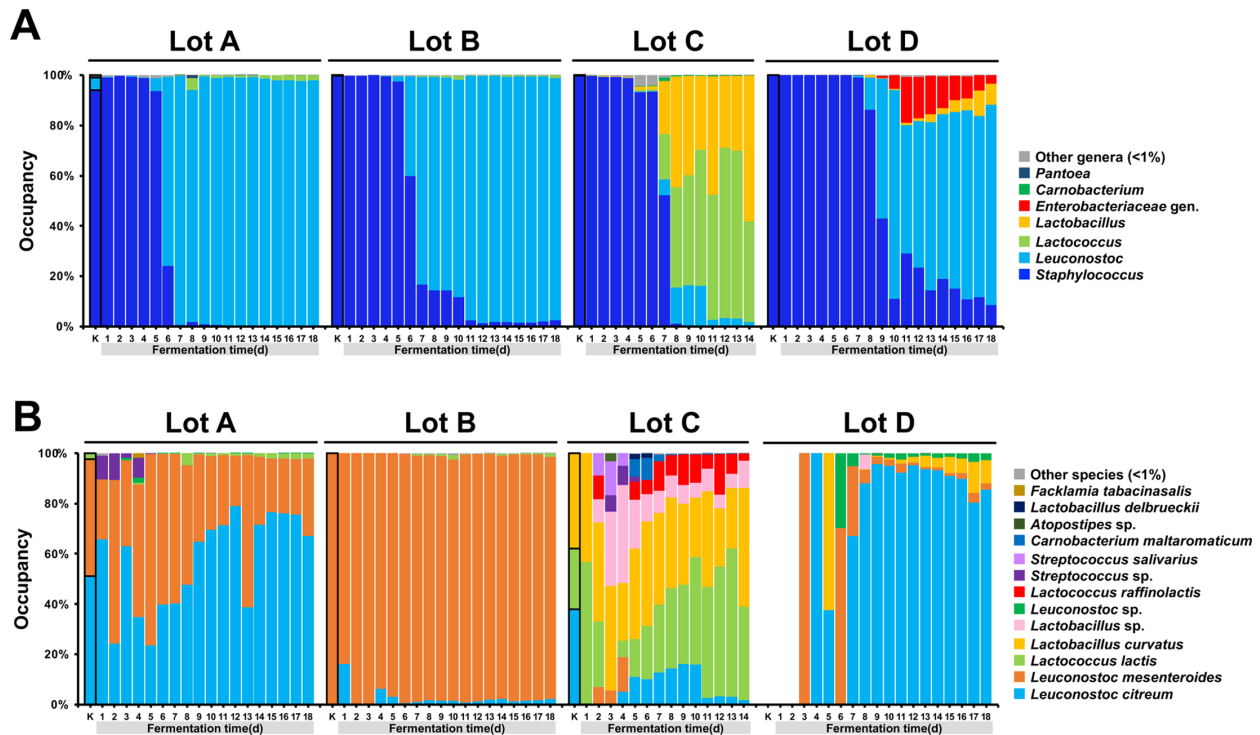 A
Lot A
Lot B
Lot C
Lot D
Occupancy
100%
80%
60%
40%
20%
0%
K 1 2 3 4 5 6 7 8 9 10 11 12 13 14 15 16 17 18
K 1 2 3 4 5 6 7 8 9 10 11 12 13 14 15 16 17 18
K 1 2 3 4 5 6 7 8 9 10 11 12 13 14
K 1 2 3 4 5 6 7 8 9 10 11 12 13 14 15 16 17 18
Fermentation time(d)
Fermentation time(d)
Fermentation time(d)
Fermentation time(d)
Other genera (<1%)
Pantoea
Carnobacterium
Enterobacteriaceae gen.
Lactobacillus
Lactococcus
Leuconostoc
Staphylococcus
B
Lot A
Lot B
Lot C
Lot D
Occupancy
100%
80%
60%
40%
20%
0%
K 1 2 3 4 5 6 7 8 9 10 11 12 13 14 15 16 17 18
K 1 2 3 4 5 6 7 8 9 10 11 12 13 14 15 16 17 18
K 1 2 3 4 5 6 7 8 9 10 11 12 13 14
K 1 2 3 4 5 6 7 8 9 10 11 12 13 14 15 16 17 18
Fermentation time(d)
Fermentation time(d)
Fermentation time(d)
Fermentation time(d)
Other species (<1%)
Facklamia tabacinasalis
Lactobacillus delbrueckii
Atopostipes sp.
Carnobacterium maltaromaticum
Streptococcus salivarius
Streptococcus sp.
Lactococcus raffinolactis
Leuconostoc sp.
Lactobacillus sp.
Lactobacillus curvatus
Lactococcus lactis
Leuconostoc mesenteroides
Leuconostoc citreum